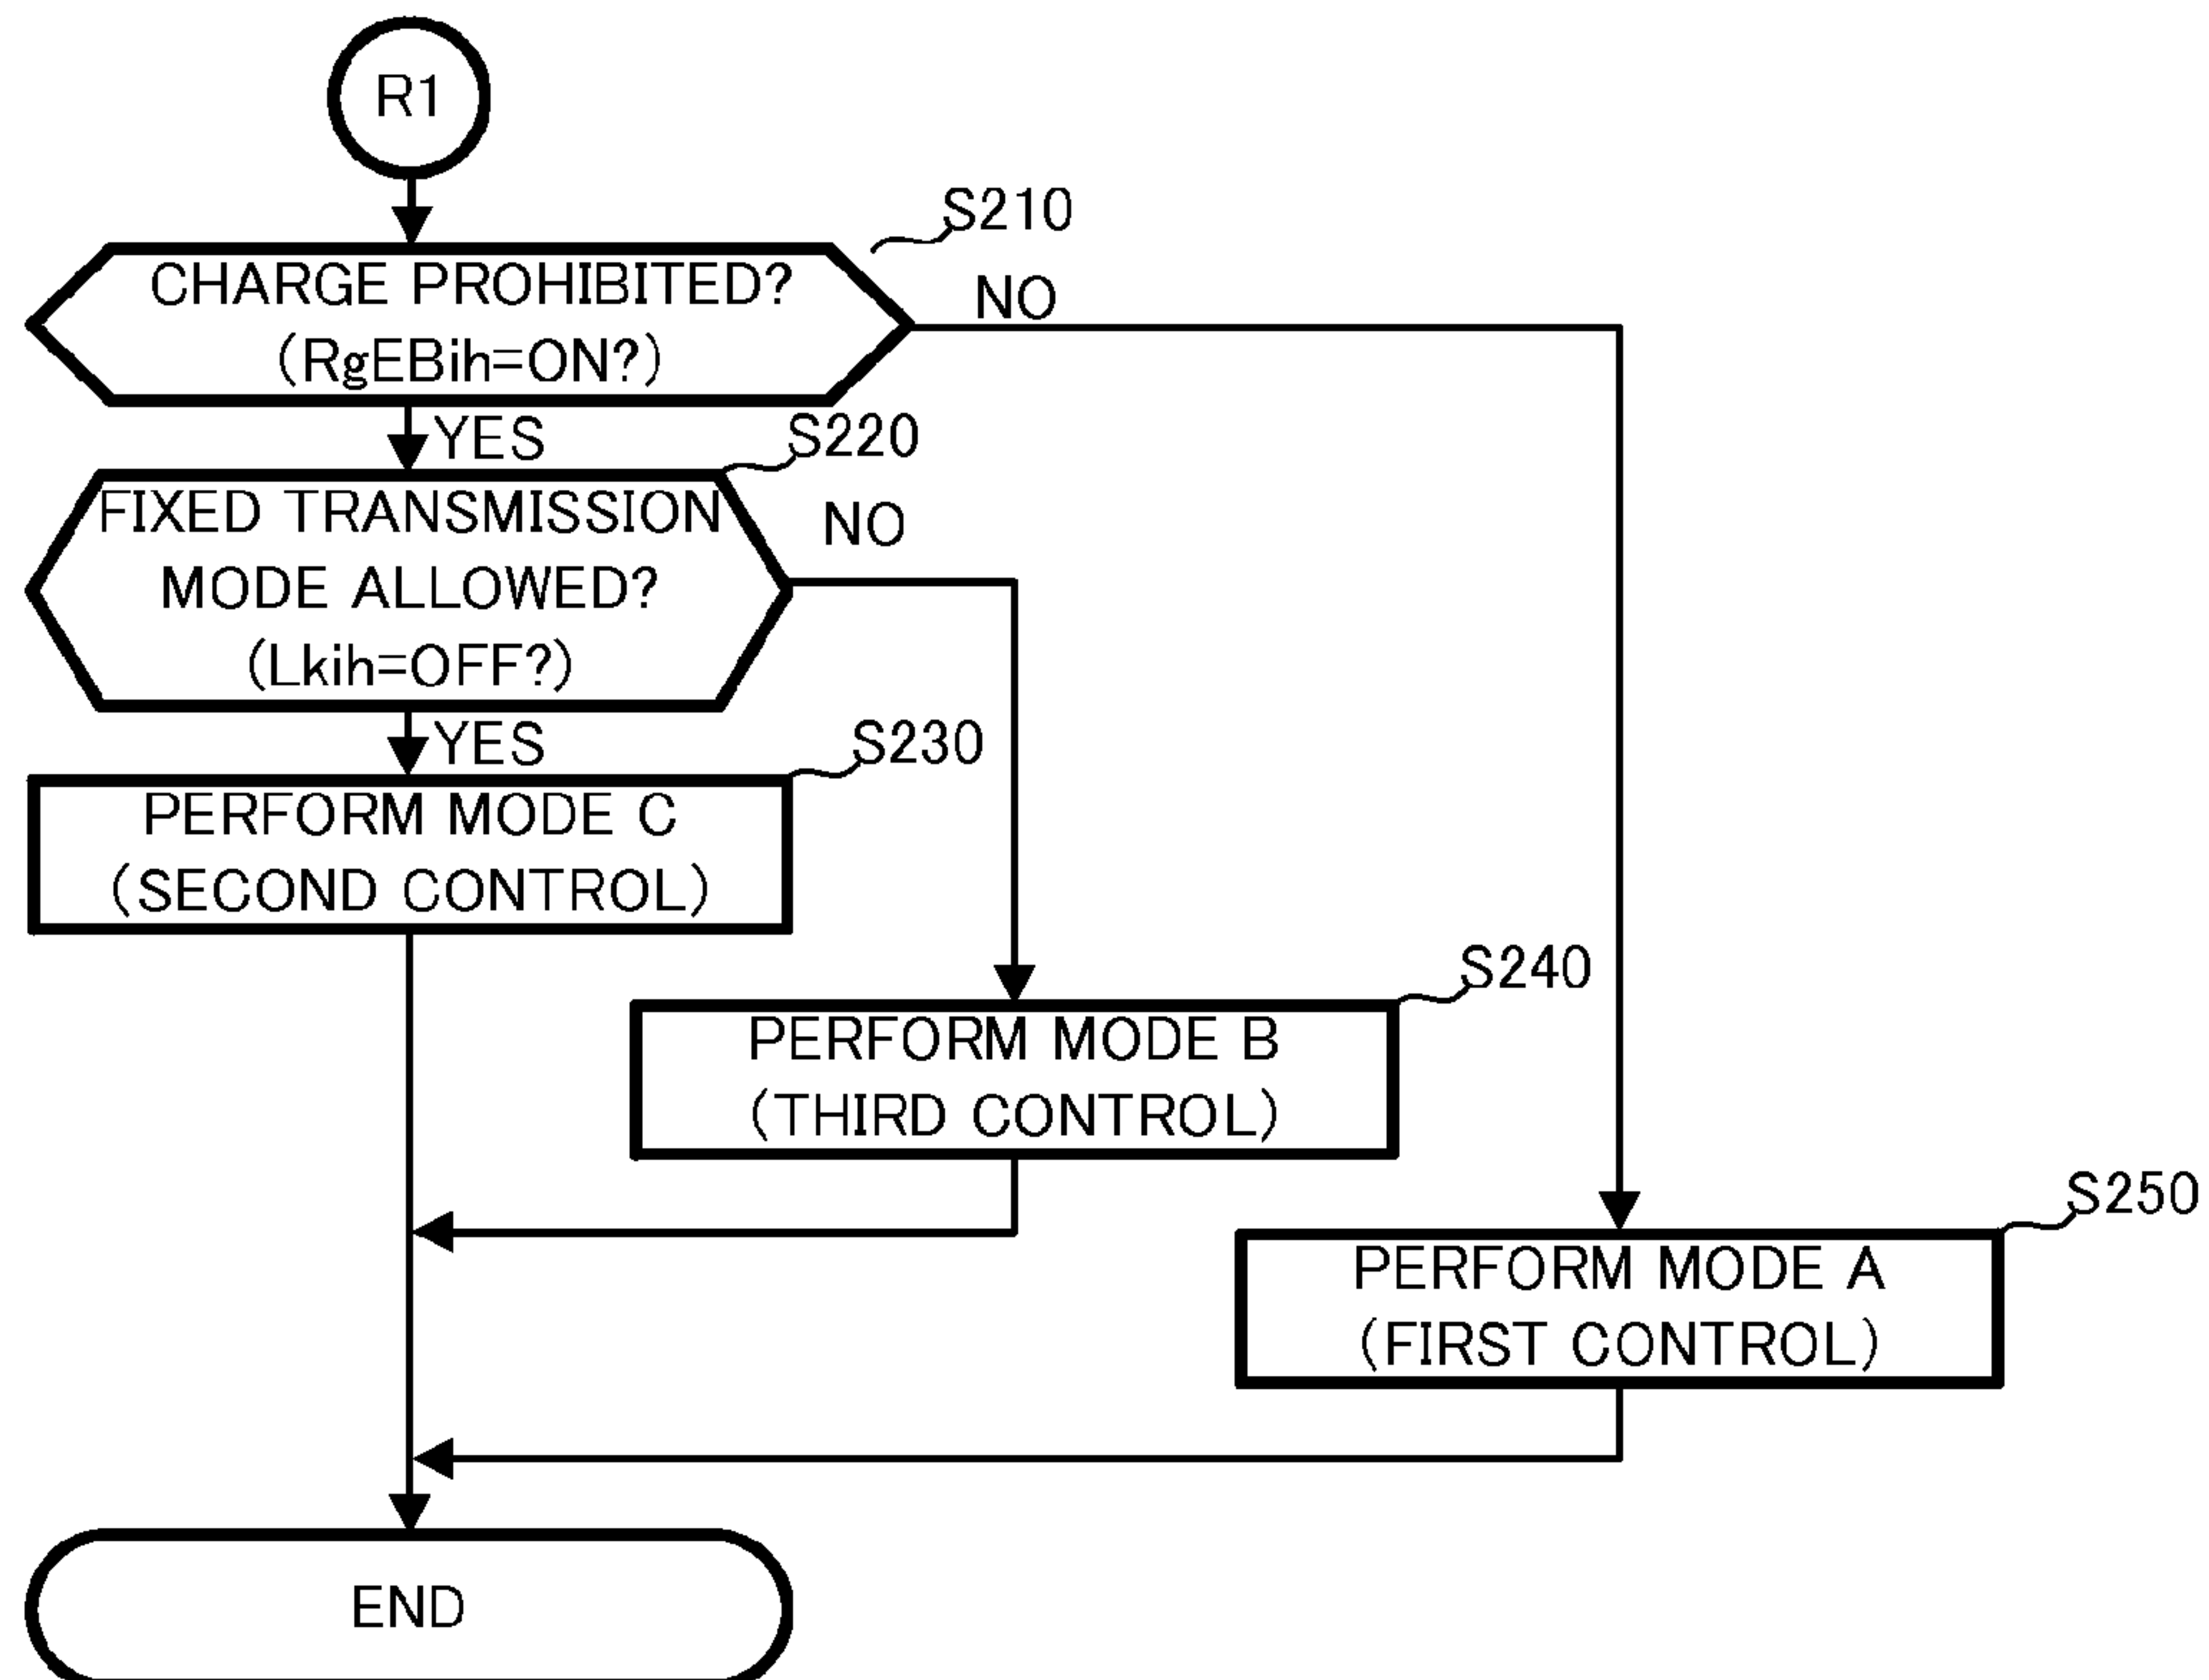 R1
S210
CHARGE PROHIBITED?
(RgEBih=ON?)
NO
YES
S220
FIXED TRANSMISSION
MODE ALLOWED?
(Lkih=OFF?)
NO
YES
S230
PERFORM MODE C
(SECOND CONTROL)
S240
PERFORM MODE B
(THIRD CONTROL)
S250
PERFORM MODE A
(FIRST CONTROL)
END